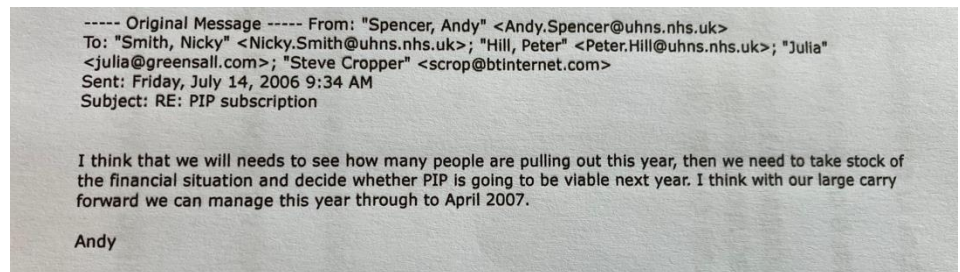 ----- Original Message ----- From: "Spencer, Andy" <Andy.Spencer@uhns.nhs.uk>
To: "Smith, Nicky" <Nicky.Smith@uhns.nhs.uk>; "Hill, Peter" <Peter.Hill@uhns.nhs.uk>; "Julia"
<julia@greensall.com>; "Steve Cropper" <scrop@btinternet.com>
Sent: Friday, July 14, 2006 9:34 AM
Subject: RE: PIP subscription
I think that we will needs to see how many people are pulling out this year, then we need to take stock of
the financial situation and decide whether PIP is going to be viable next year. I think with our large carry
forward we can manage this year through to April 2007.
Andy